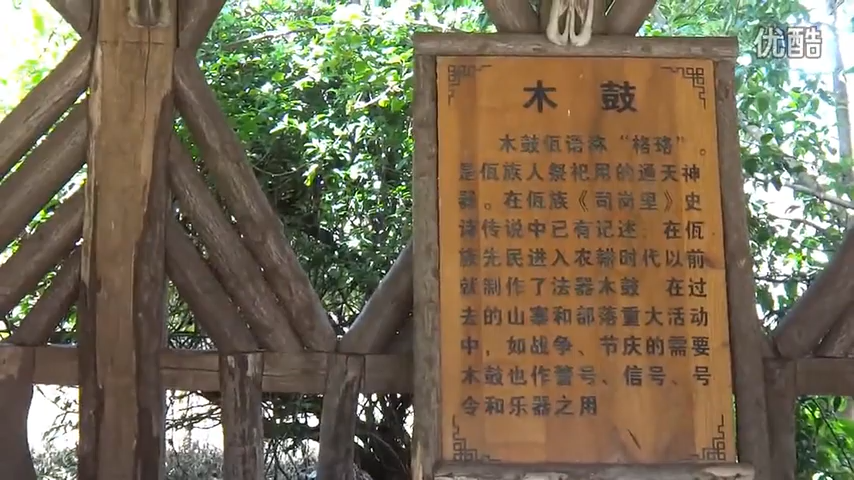 优酷
木 鼓
木鼓佤语称“格珞”。
是佤族人祭祀用的通天神
器。在佤族《司岗里》史
诗传说中已有记述，在佤
族先民进入农耕时代以前
就制作了法器木鼓，在过
去的山寨和部落重大活动
中，如战争、节庆的需要
木鼓也作警号、信号、号
令和乐器之用